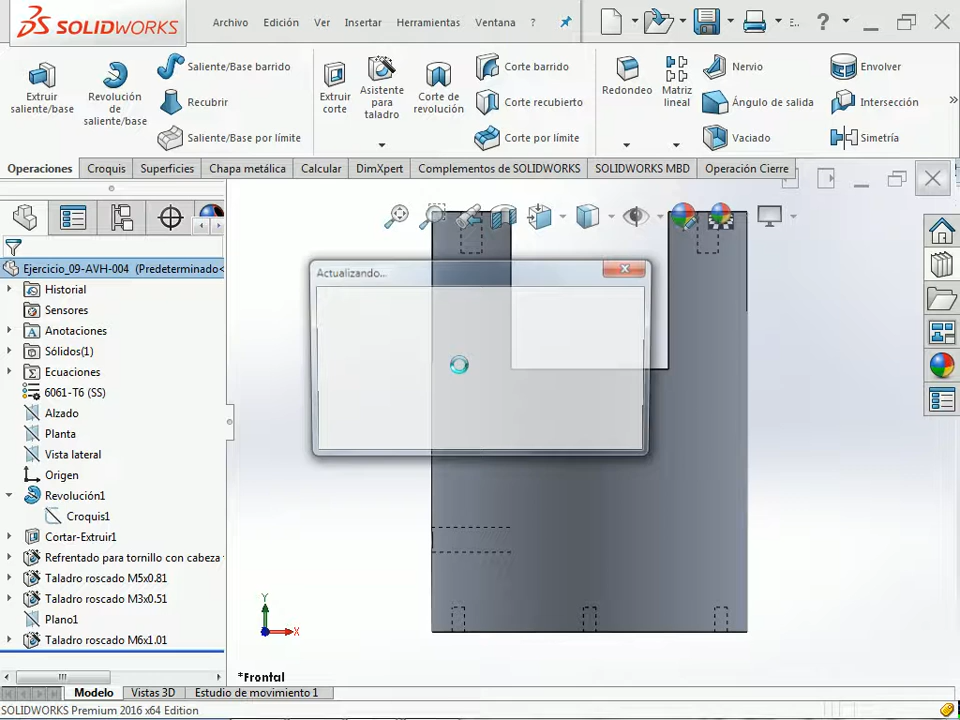 SOLIDWORKS
Archivo Edición Ver Insertar Herramientas Ventana ? E.. ?
Extruir saliente/base
Revolución de saliente/base
Saliente/Base barrido
Recubrir
Saliente/Base por límite
Extruir corte
Asistente para taladro
Corte de revolución
Corte barrido
Corte recubierto
Corte por límite
Redondeo
Matriz lineal
Nervio
Ángulo de salida
Vaciado
Envolver
Intersección
Simetría
»
Operaciones Croquis Superficies Chapa metálica Calcular DimXpert Complementos de SOLIDWORKS SOLIDWORKS MBD Operación Cierre
Ejercicio_09-AVH-004 (Predeterminado<
Historial
Sensores
Anotaciones
Sólidos(1)
Ecuaciones
6061-T6 (SS)
Alzado
Planta
Vista lateral
Origen
Revolución1
Croquis1
Cortar-Extruir1
Refrentado para tornillo con cabeza
Taladro roscado M5x0.81
Taladro roscado M3x0.51
Plano1
Taladro roscado M6x1.01
Actualizando...
Y
X
*Frontal
Modelo Vistas 3D Estudio de movimiento 1
SOLIDWORKS Premium 2016 x64 Edition